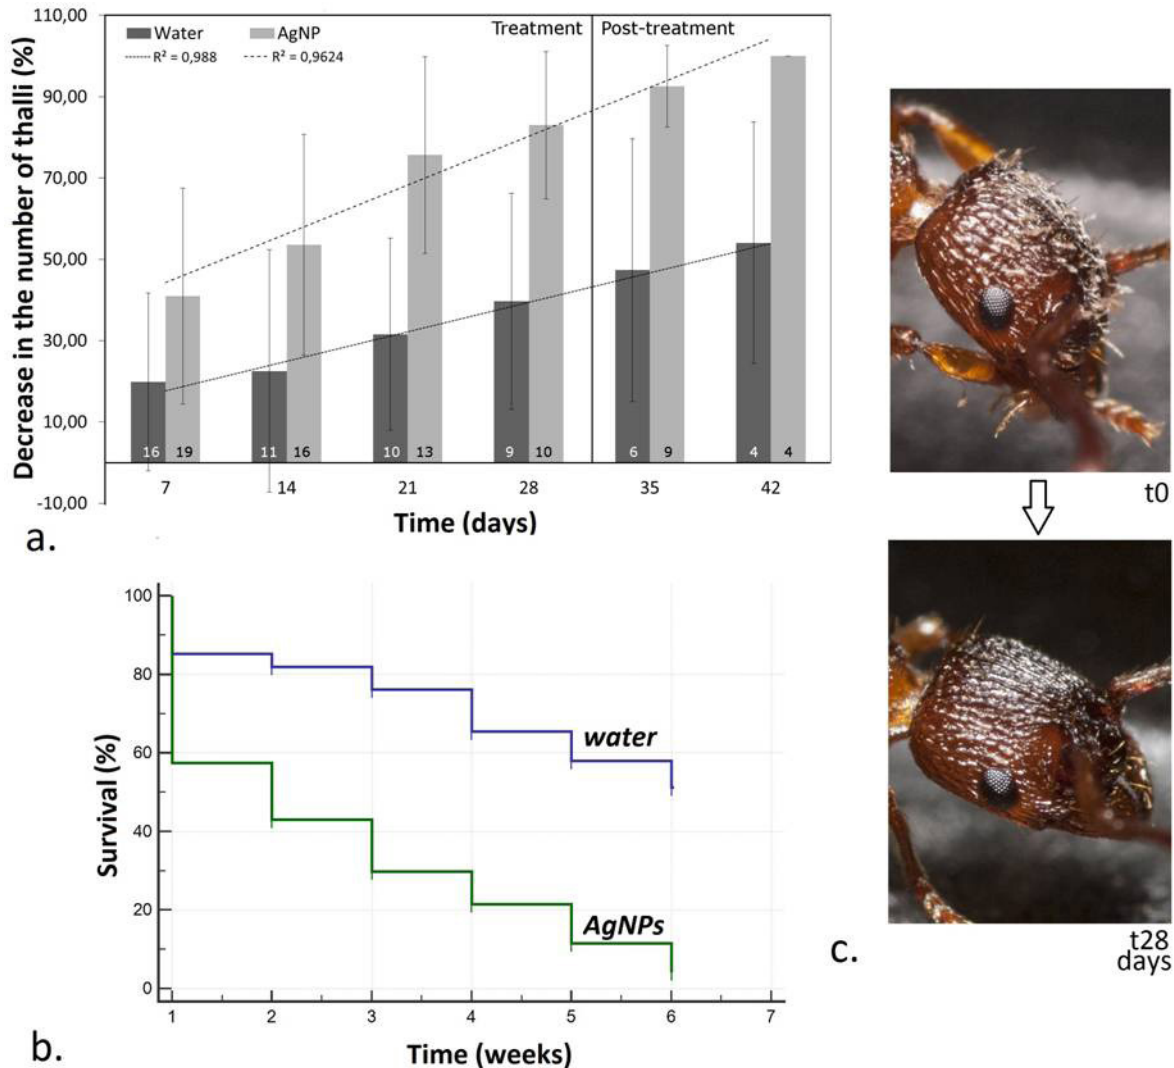 110,00
Water
AgNP
Treatment
Post-treatment
R² = 0,988
R² = 0,9624
90,00
70,00
50,00
30,00
10,00
-10,00
Decrease in the number of thalli (%)
16
19
11
16
10
13
9
10
6
9
4
4
7
14
21
28
35
42
Time (days)
a.
t0
100
80
60
40
20
0
Survival (%)
water
AgNPs
1
2
3
4
5
6
7
Time (weeks)
b.
c.
t28
days